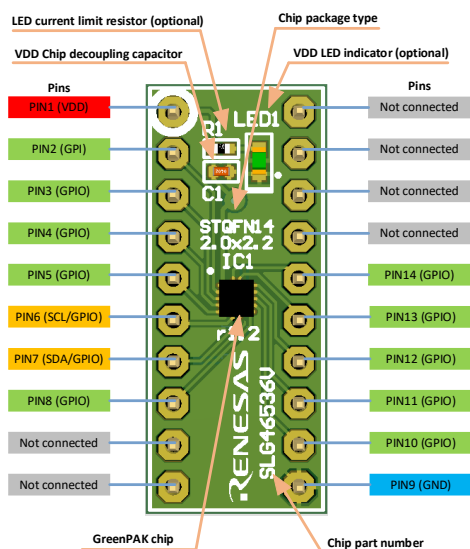 LED current limit resistor (optional)
Chip package type
VDD Chip decoupling capacitor
VDD LED indicator (optional)
Pins
Pins
PIN1 (VDD)
PIN2 (GPI)
PIN3 (GPIO)
PIN4 (GPIO)
PIN5 (GPIO)
PIN6 (SCL/GPIO)
PIN7 (SDA/GPIO)
PIN8 (GPIO)
Not connected
Not connected
R1
LED1
C1
STQFN14
2.0x2.2
IC1
r1.2
RENESAS
SLG46536V
Not connected
Not connected
Not connected
Not connected
PIN14 (GPIO)
PIN13 (GPIO)
PIN12 (GPIO)
PIN11 (GPIO)
PIN10 (GPIO)
PIN9 (GND)
GreenPAK chip
Chip part number